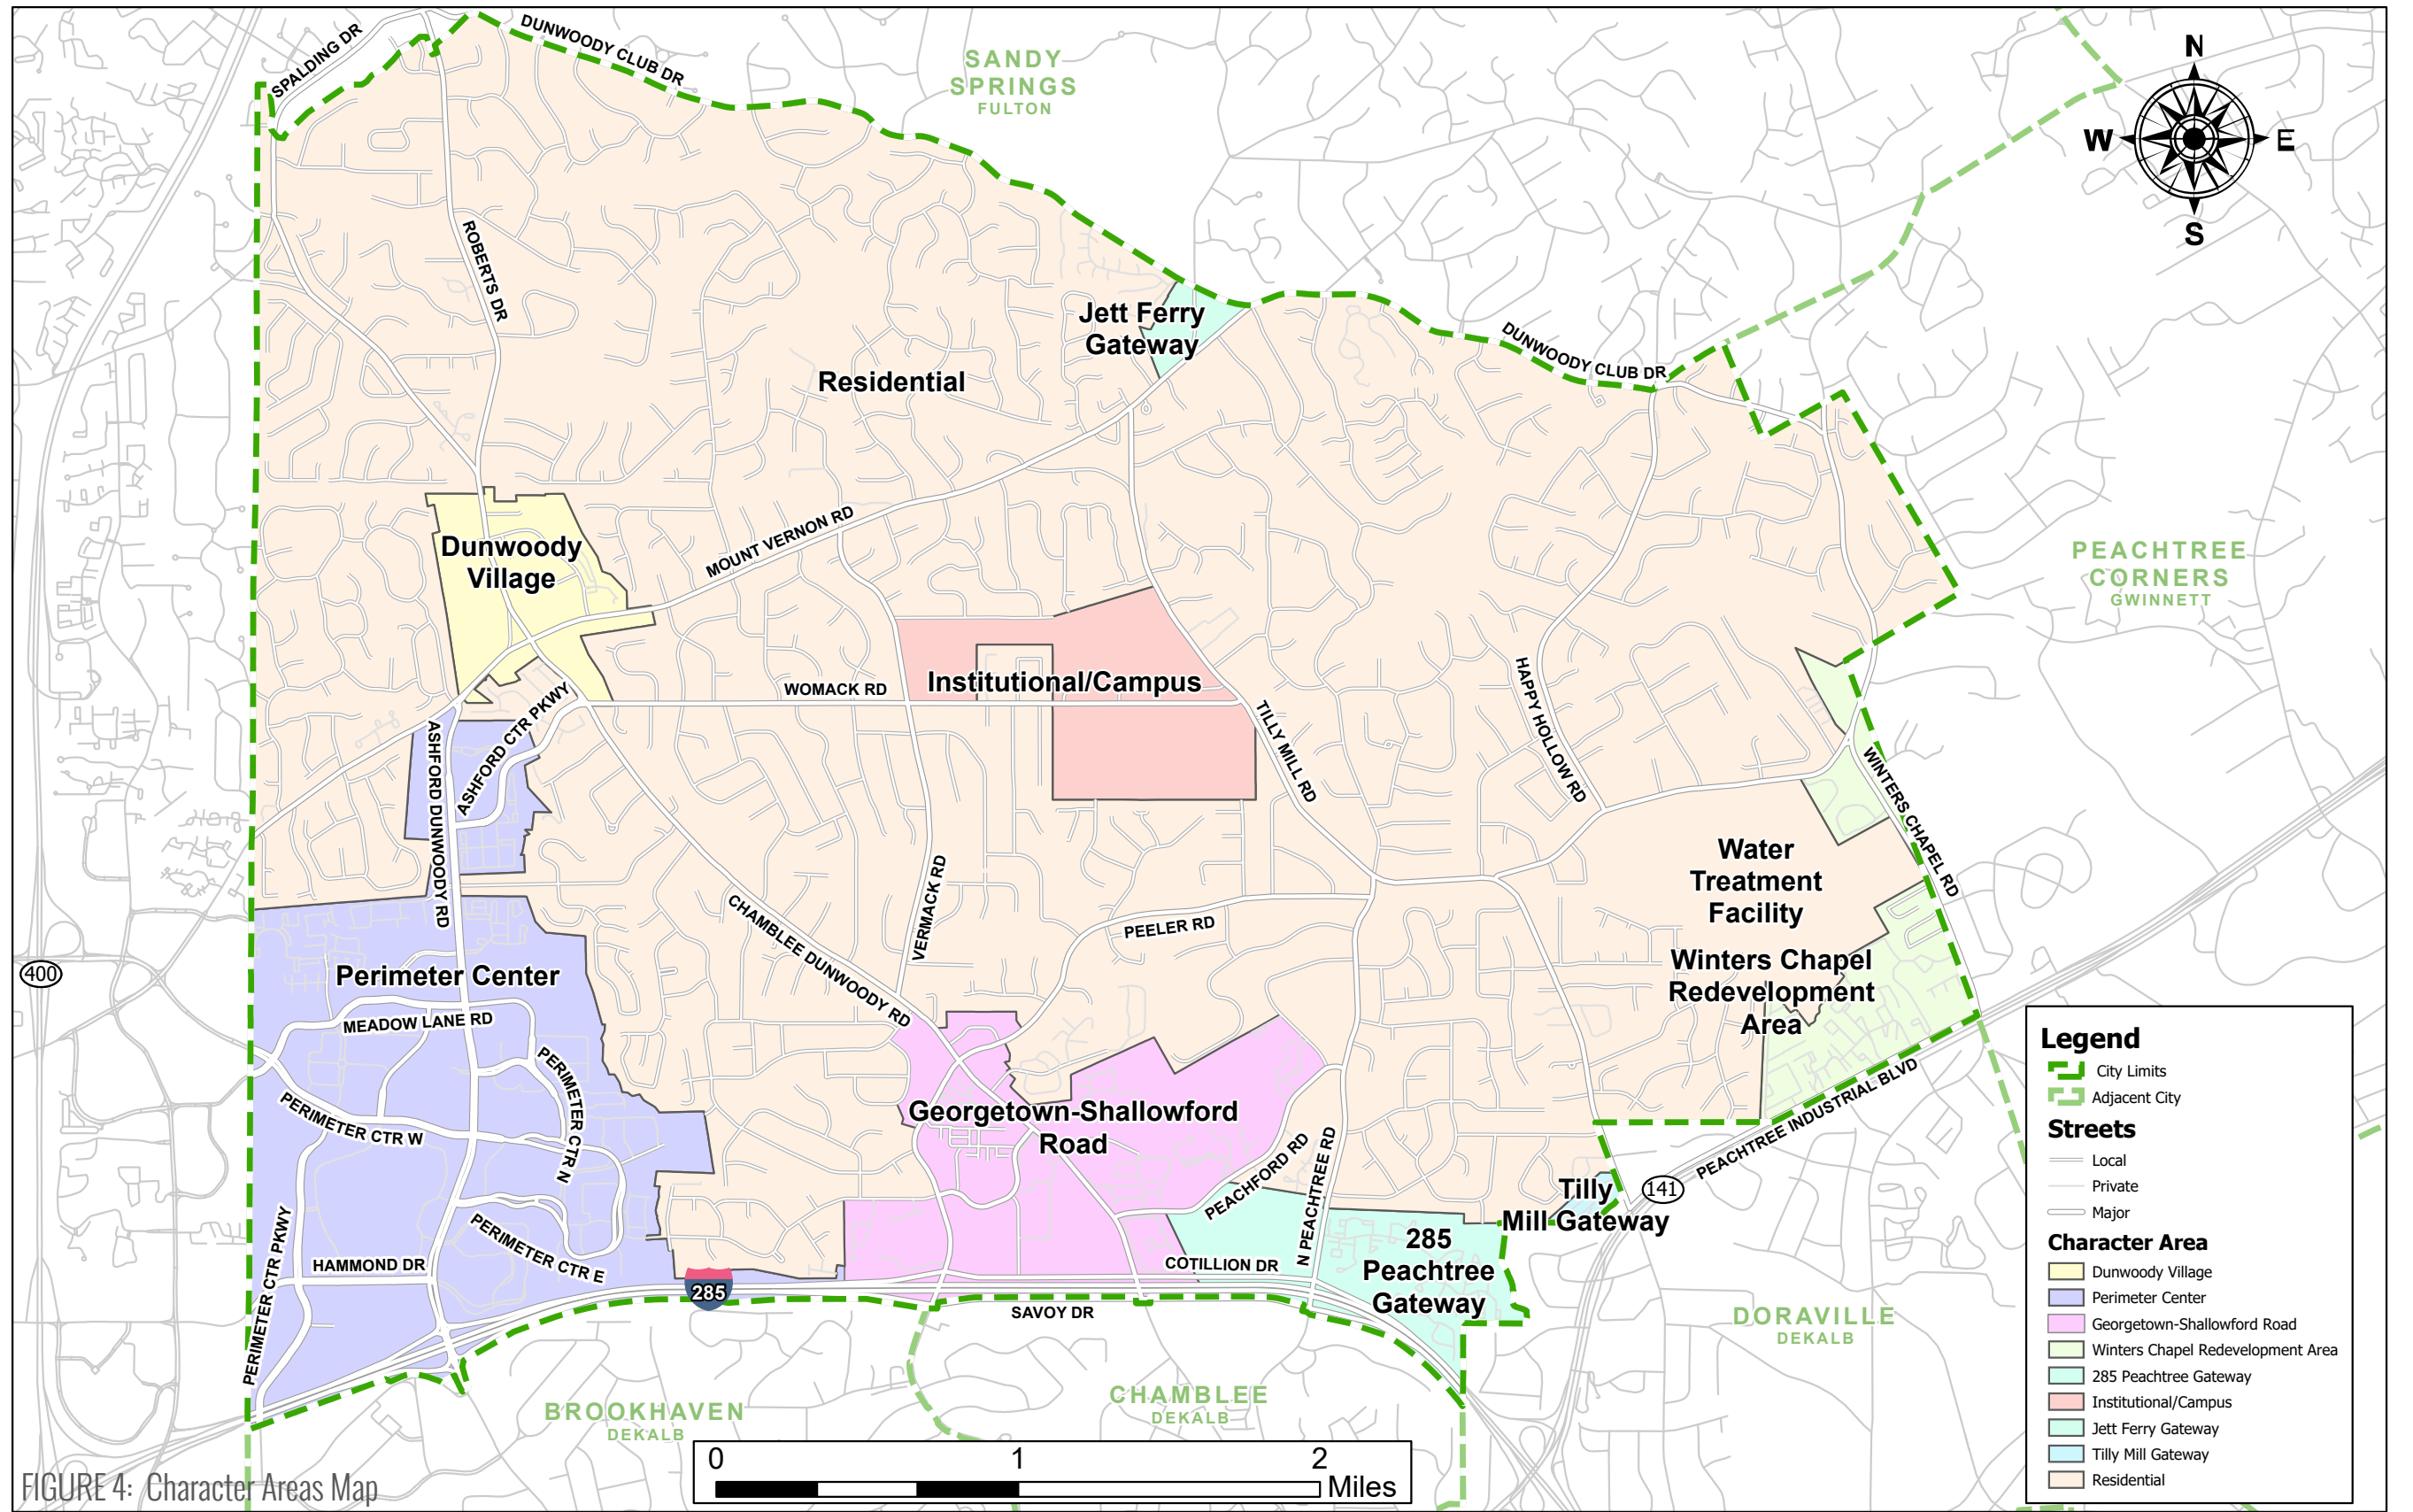 SPALDING DR
DUNWOODY CLUB DR
SANDY
SPRINGS
FULTON
N
W
E
S
ROBERTS DR
Jett Ferry
Gateway
Residential
DUNWOODY CLUB DR
Dunwoody
Village
MOUNT VERNON RD
PEACHTREE
CORNERS
GWINNETT
Institutional/Campus
WOMACK RD
HAPPY HOLLOW RD
TILLY MILL RD
ASHFORD DUNWOODY RD
ASHFORD CTR PKWY
WINTERS CHAPEL RD
Water
Treatment
Facility
VERMACK RD
CHAMBLEE DUNWOODY RD
PEELER RD
400
Perimeter Center
Winters Chapel
Redevelopment
Area
MEADOW LANE RD
PERIMETER CTR N
PERIMETER CTR W
Georgetown-Shallowford
Road
PEACHTREE INDUSTRIAL BLVD
PEACHFORD RD
N PEACHTREE RD
Tilly
Mill Gateway
141
PERIMETER CTR PKWY
PERIMETER CTR E
HAMMOND DR
285
COTILLION DR
285
Peachtree
Gateway
SAVOY DR
DORAVILLE
DEKALB
BROOKHAVEN
DEKALB
CHAMBLEE
DEKALB
Legend
City Limits
Adjacent City
Streets
Local
Private
Major
Character Area
Dunwoody Village
Perimeter Center
Georgetown-Shallowford Road
Winters Chapel Redevelopment Area
285 Peachtree Gateway
Institutional/Campus
Jett Ferry Gateway
Tilly Mill Gateway
Residential
0 1 2
Miles
FIGURE 4: Character Areas Map